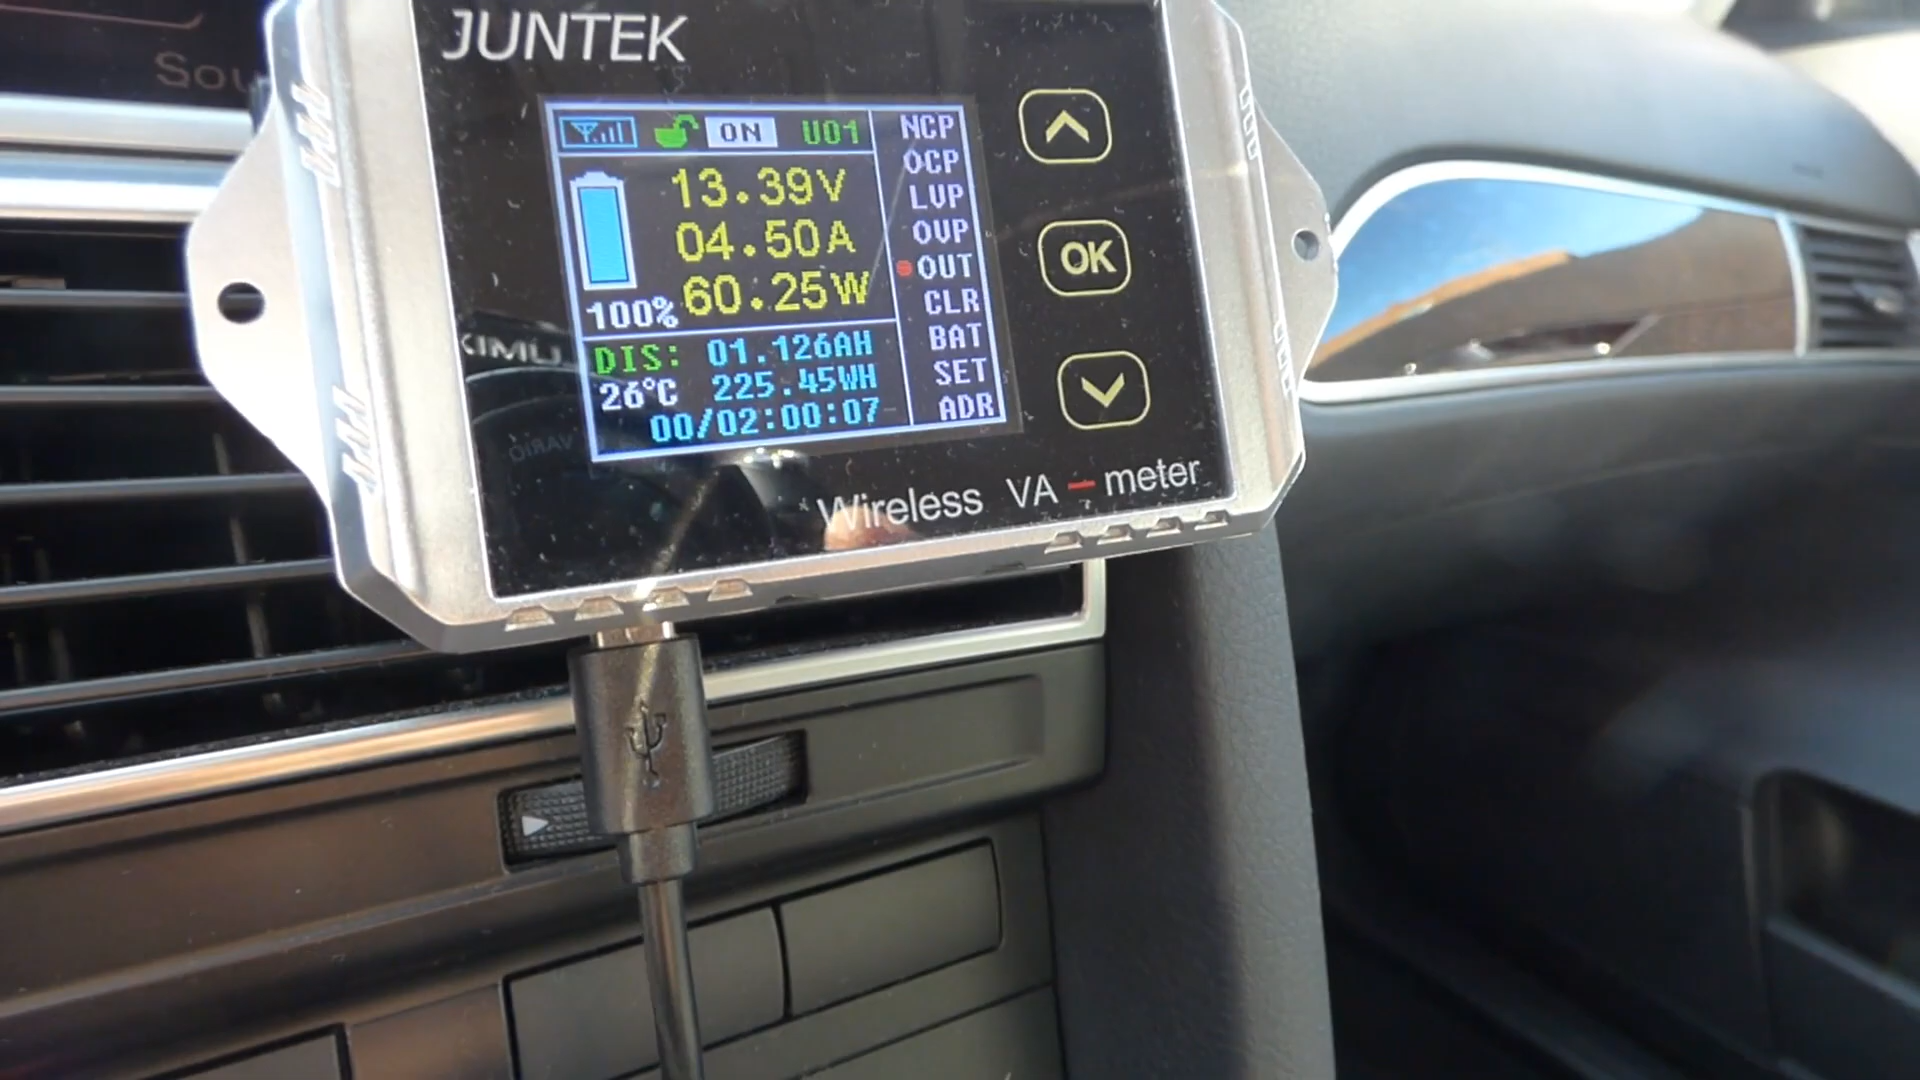 Sou
JUNTEK
ON U01
13.39V
04.50A
60.25W
100%
DIS: 01.126AH
26°C 225.45WH
00/02:00:07
NCP
OCP
LVP
OVP
OUT
CLR
BAT
SET
ADR
OK
Wireless VA-meter